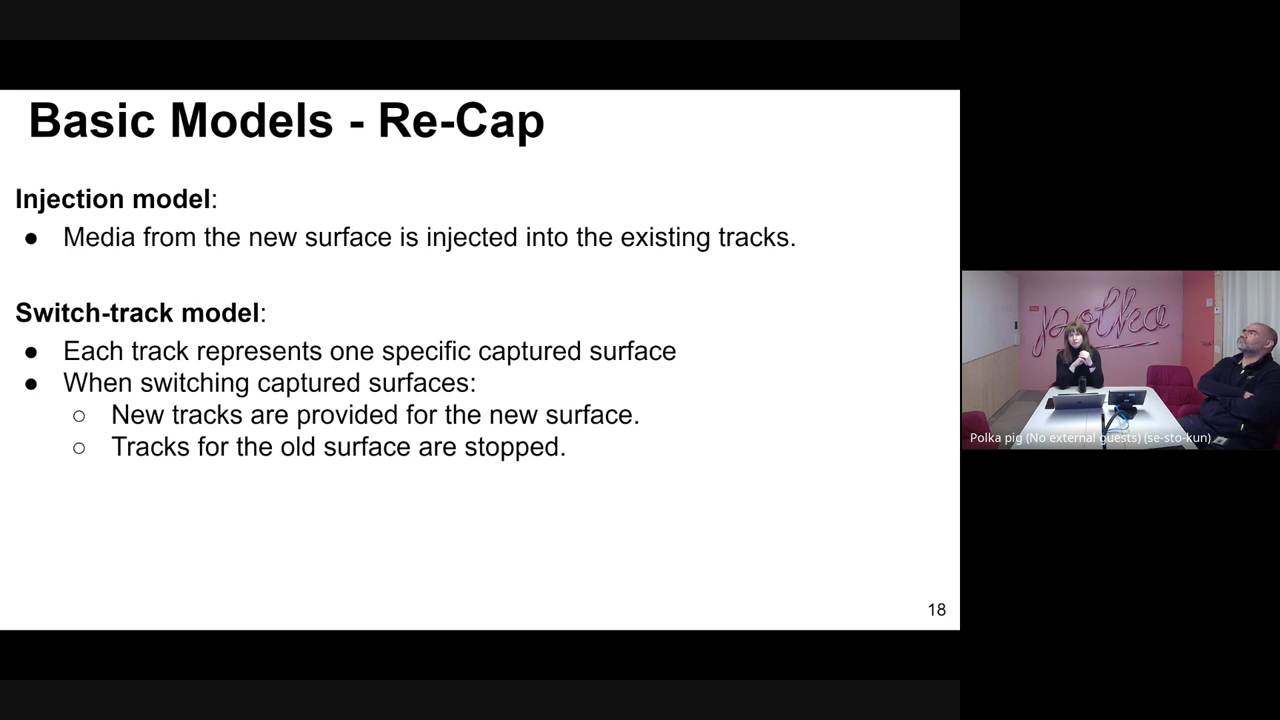 Basic Models - Re-Cap
Injection model:
● Media from the new surface is injected into the existing tracks.
Switch-track model:
● Each track represents one specific captured surface
● When switching captured surfaces:
○ New tracks are provided for the new surface.
○ Tracks for the old surface are stopped.
18
polka
Polka pig (No external guests) (se-sto-kun)